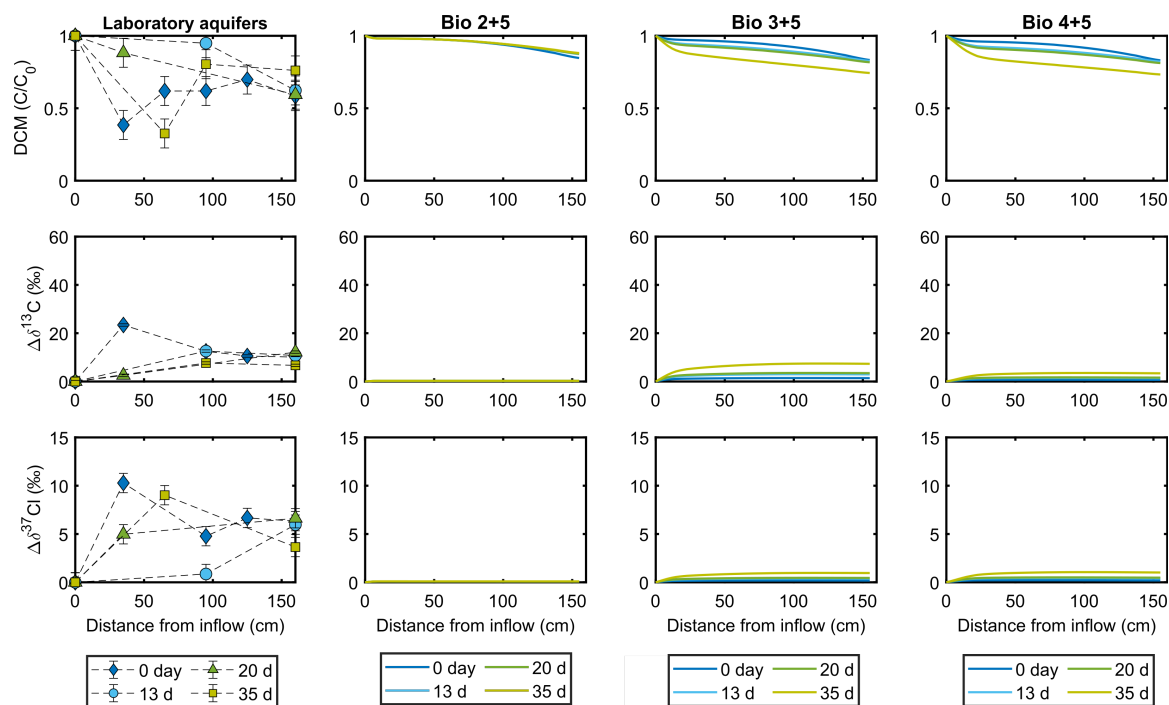 Laboratory aquifers
Bio 2+5
Bio 3+5
Bio 4+5
DCM (C/C0)
1
0.5
0
0 50 100 150
1
0.5
0
0 50 100 150
1
0.5
0
0 50 100 150
1
0.5
0
0 50 100 150
Δδ13C (‰)
60
40
20
0
0 50 100 150
60
40
20
0
0 50 100 150
60
40
20
0
0 50 100 150
60
40
20
0
0 50 100 150
Δδ37Cl (‰)
15
10
5
0
0 50 100 150
Distance from inflow (cm)
15
10
5
0
0 50 100 150
Distance from inflow (cm)
15
10
5
0
0 50 100 150
Distance from inflow (cm)
15
10
5
0
0 50 100 150
Distance from inflow (cm)
0 day 20 d
13 d 35 d
0 day 20 d
13 d 35 d
0 day 20 d
13 d 35 d
0 day 20 d
13 d 35 d